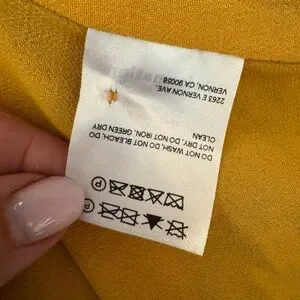 P
P
DO NOT WASH, DO NOT BLEACH, DO
NOT DRY, DO NOT IRON, GREEN DRY
CLEAN
2263 E VERNON AVE.
VERNON, CA 90058